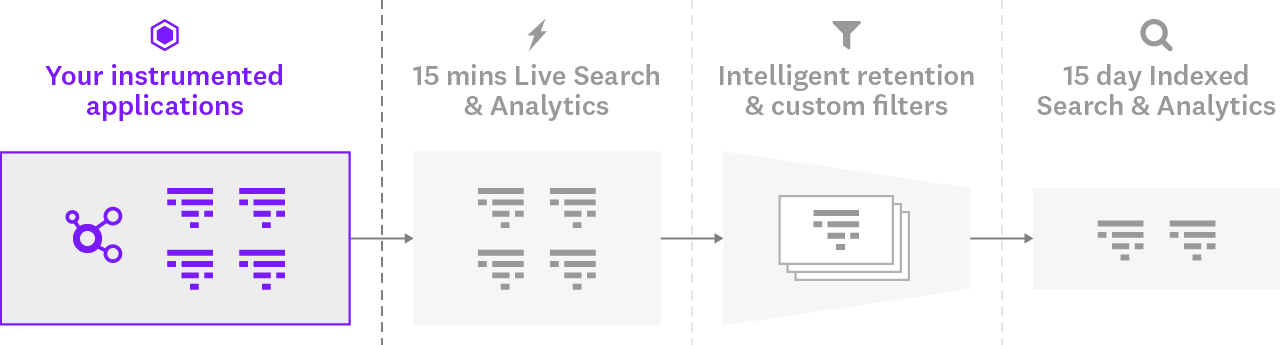 Your instrumented
applications
15 mins Live Search
& Analytics
Intelligent retention
& custom filters
15 day Indexed
Search & Analytics